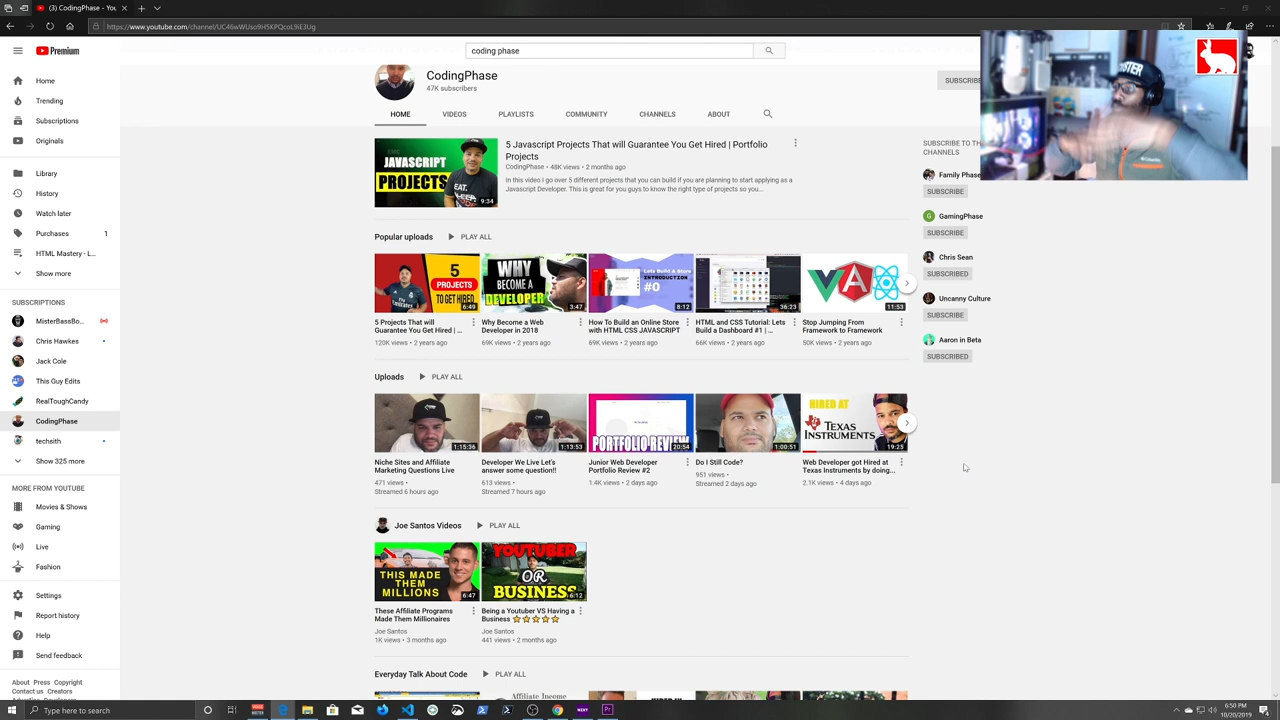 (3) CodingPhase - You
https://www.youtube.com/channel/UC46wWUso9H5KPQcoL9iE3Ug
Premium
coding phase
Home
Trending
Subscriptions
Originals
Library
History
Watch later
Purchases 1
HTML Mastery - L...
Show more
SUBSCRIPTIONS
MisterBassBo...
Chris Hawkes
Jack Cole
This Guy Edits
RealToughCandy
CodingPhase
techsith
Show 325 more
MORE FROM YOUTUBE
Movies & Shows
Gaming
Live
Fashion
Settings
Report history
Help
Send feedback
About Press Copyright
Contact us Creators
CodingPhase
47K subscribers
SUBSCRIBE
HOME VIDEOS PLAYLISTS COMMUNITY CHANNELS ABOUT
JAVASCRIPT
PROJECTS
EAT.
9:34
5 Javascript Projects That will Guarantee You Get Hired | Portfolio
Projects
CodingPhase • 48K views • 2 months ago
In this video I go over 5 different projects that you can build if you are planning to start applying as a
Javascript Developer. This is great for you guys to know the right type of projects so you...
Popular uploads PLAY ALL
5
PROJECTS
TO GET HIRED
6:49
WHY
BECOME A
DEVELOPER
3:47
Lets Build A Store
INTRODUCTION
#0
8:12
36:23
11:53
5 Projects That will
Guarantee You Get Hired | ...
120K views • 2 years ago
Why Become a Web
Developer in 2018
69K views • 2 years ago
How To Build an Online Store
with HTML CSS JAVASCRIPT
69K views • 2 years ago
HTML and CSS Tutorial: Lets
Build a Dashboard #1 | ...
66K views • 2 years ago
Stop Jumping From
Framework to Framework
50K views • 2 years ago
Uploads PLAY ALL
1:15:36
1:13:53
PORTFOLIO REVIEW
20:54
1:00:51
HIRED AT
TEXAS
INSTRUMENTS
19:25
Niche Sites and Affiliate
Marketing Questions Live
471 views •
Streamed 6 hours ago
Developer We Live Let's
answer some question!!
613 views •
Streamed 7 hours ago
Junior Web Developer
Portfolio Review #2
1.4K views • 2 days ago
Do I Still Code?
951 views •
Streamed 2 days ago
Web Developer got Hired at
Texas Instruments by doing...
2.1K views • 4 days ago
Joe Santos Videos PLAY ALL
THIS MADE
THEM
MILLIONS
6:47
YOUTUBER
OR
BUSINESS
6:12
These Affiliate Programs
Made Them Millionaires
Joe Santos
1K views • 3 months ago
Being a Youtuber VS Having a
Business ⭐⭐⭐⭐⭐
Joe Santos
441 views • 2 months ago
Everyday Talk About Code PLAY ALL
Affiliate Income
SUBSCRIBE TO TH
CHANNELS
Family Phase
SUBSCRIBE
G
GamingPhase
SUBSCRIBE
Chris Sean
SUBSCRIBED
Uncanny Culture
SUBSCRIBE
Aaron in Beta
SUBSCRIBED
Type here to search
6:50 PM
10/20/2019